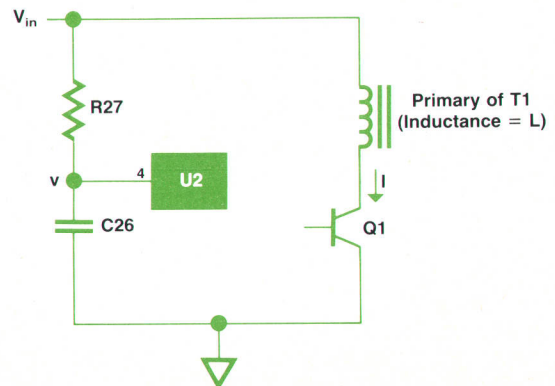 Vin
R27
Primary of T1
(Inductance = L)
v
4
U2
I
C26
Q1